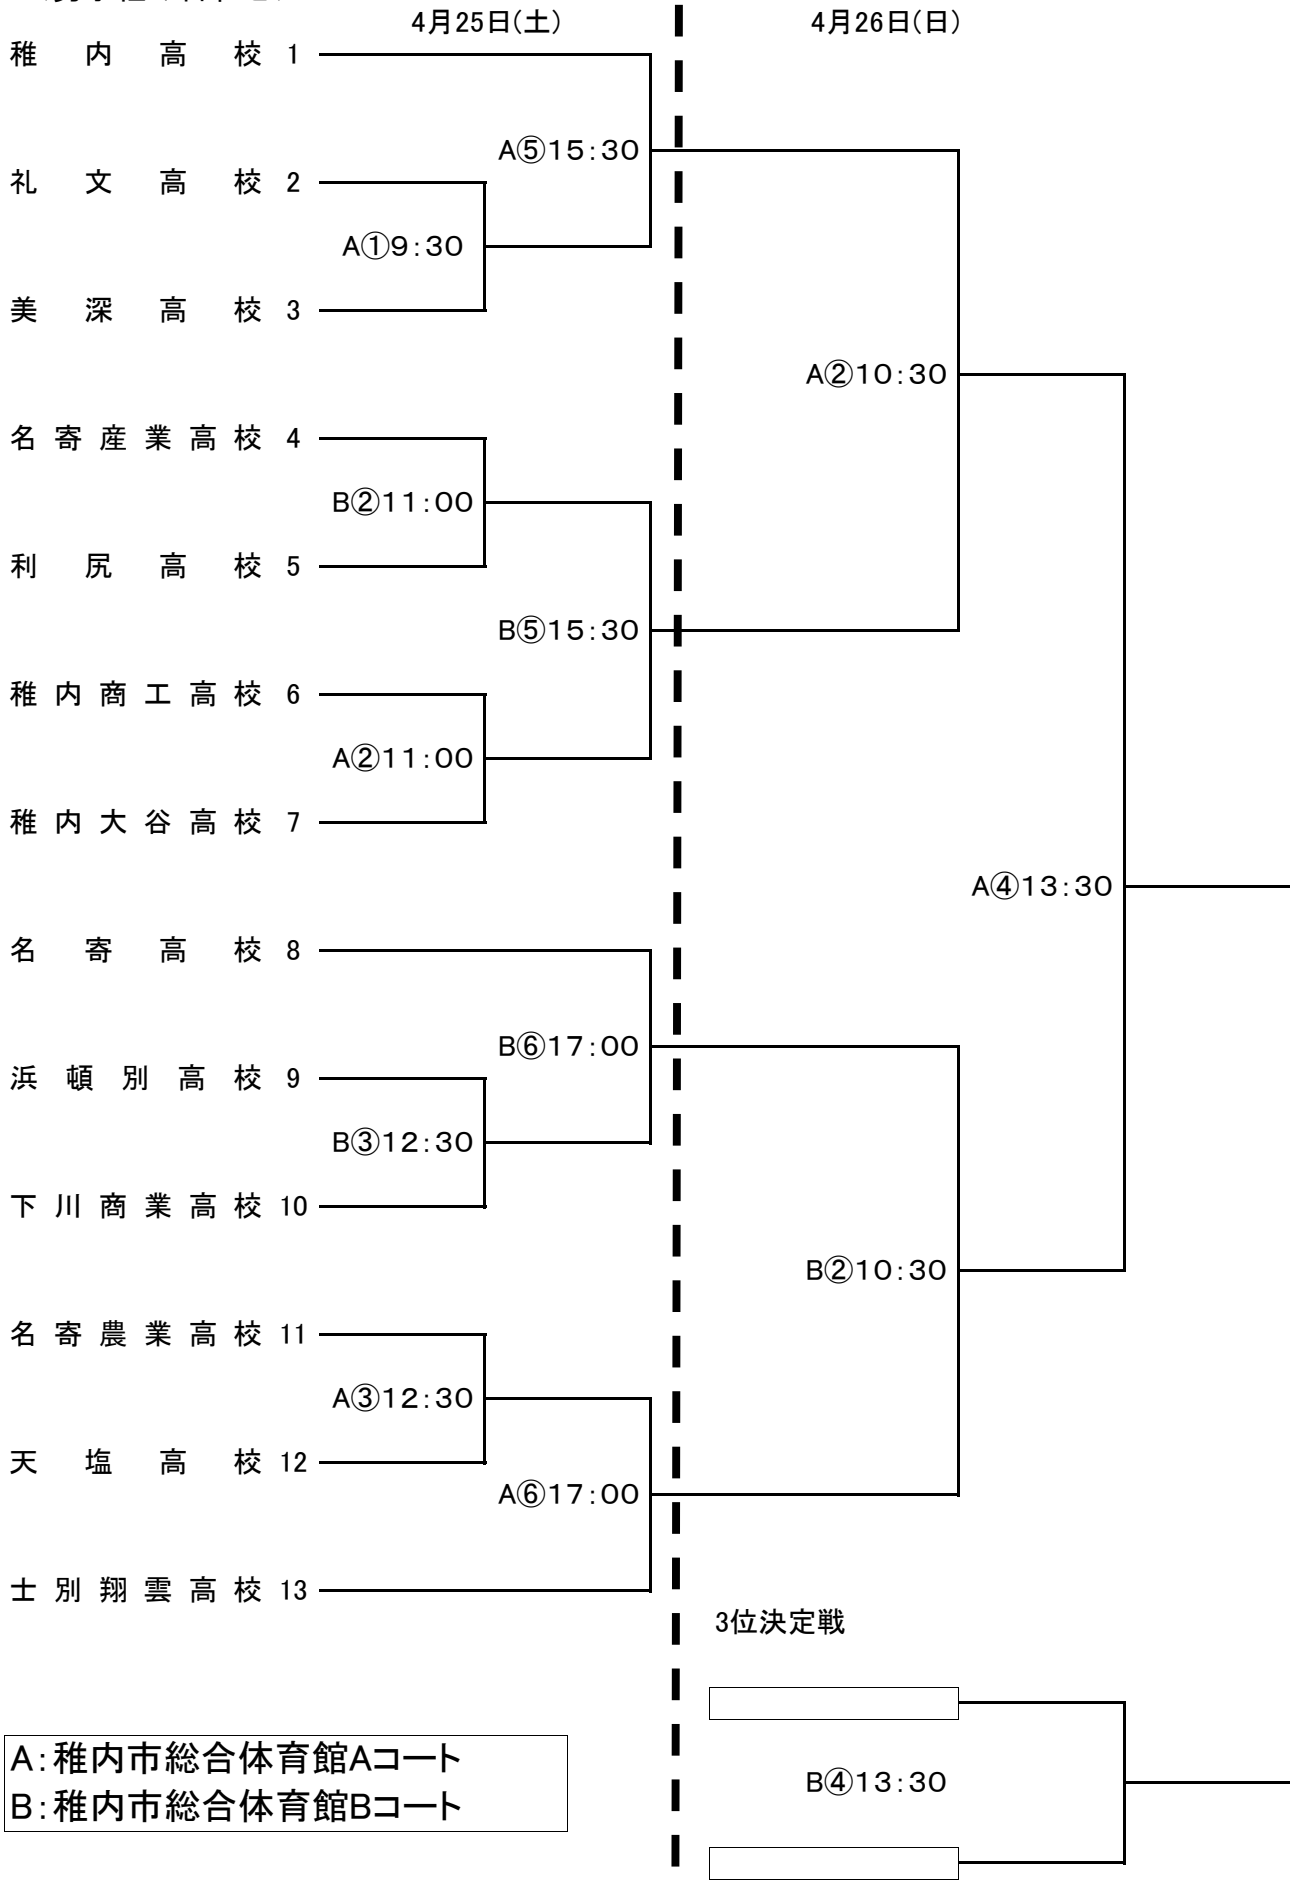 4月25日(土)
4月26日(日)
稚内高校 1
A⑤15:30
礼文高校 2
A①9:30
美深高校 3
A②10:30
名寄産業高校 4
B②11:00
利尻高校 5
B⑤15:30
稚内商工高校 6
A②11:00
稚内大谷高校 7
A④13:30
名寄高校 8
B⑥17:00
浜頓別高校 9
B③12:30
下川商業高校 10
B②10:30
名寄農業高校 11
A③12:30
天塩高校 12
A⑥17:00
士別翔雲高校 13
3位決定戦
A:稚内市総合体育館Aコート
B:稚内市総合体育館Bコート
B④13:30